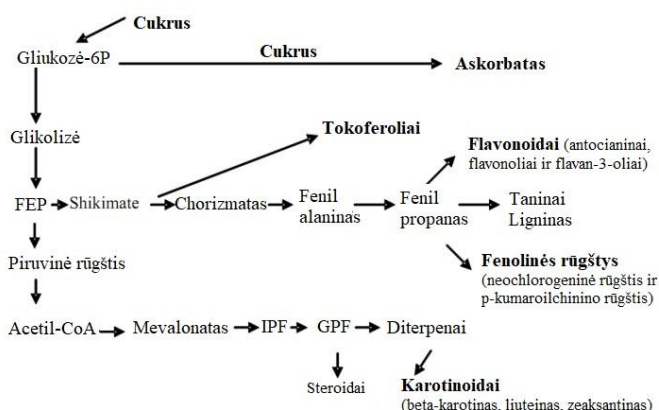 Cukrus
Gliukozė-6P
Cukrus
Askorbatas
Glikolizė
Tokoferoliai
Flavonoidai (antocianinai,
flavonoliai ir flavan-3-oliai)
FEP
Shikimate
Chorizmatas
Fenil
alaninas
Fenil
propanas
Taninai
Ligninas
Piruvinė rūgštis
Fenolinės rūgštys
(neochlorogeninė rūgštis ir
p-kumaroilchinino rūgštis)
Acetil-CoA
Mevalonatas
IPF
GPF
Diterpenai
Steroidai
Karotinoidai
(beta-karotinas, liuteinas, zeaksantinas)